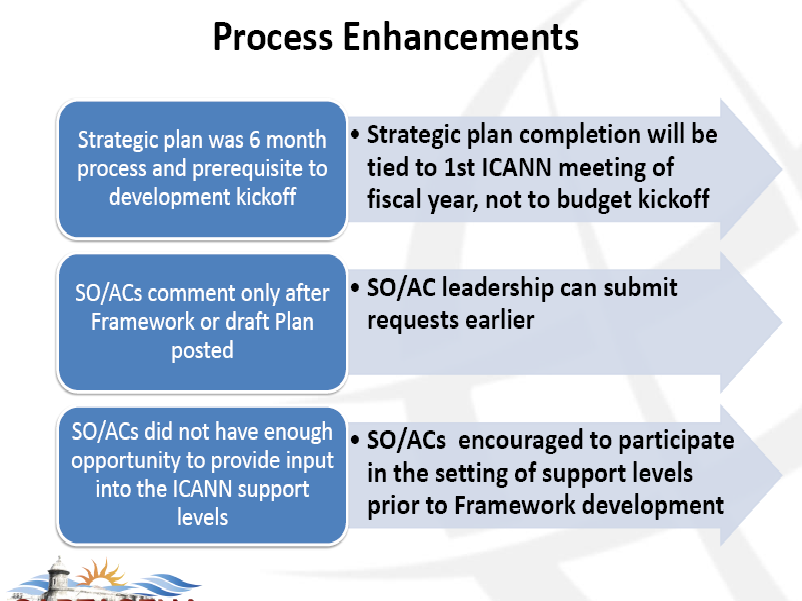 Process Enhancements
Strategic plan was 6 month
process and prerequisite to
development kickoff
• Strategic plan completion will be
tied to 1st ICANN meeting of
fiscal year, not to budget kickoff
SO/ACs comment only after
Framework or draft Plan
posted
• SO/AC leadership can submit
requests earlier
SO/ACs did not have enough
opportunity to provide input
into the ICANN support
levels
• SO/ACs  encouraged to participate
in the setting of support levels
prior to Framework development